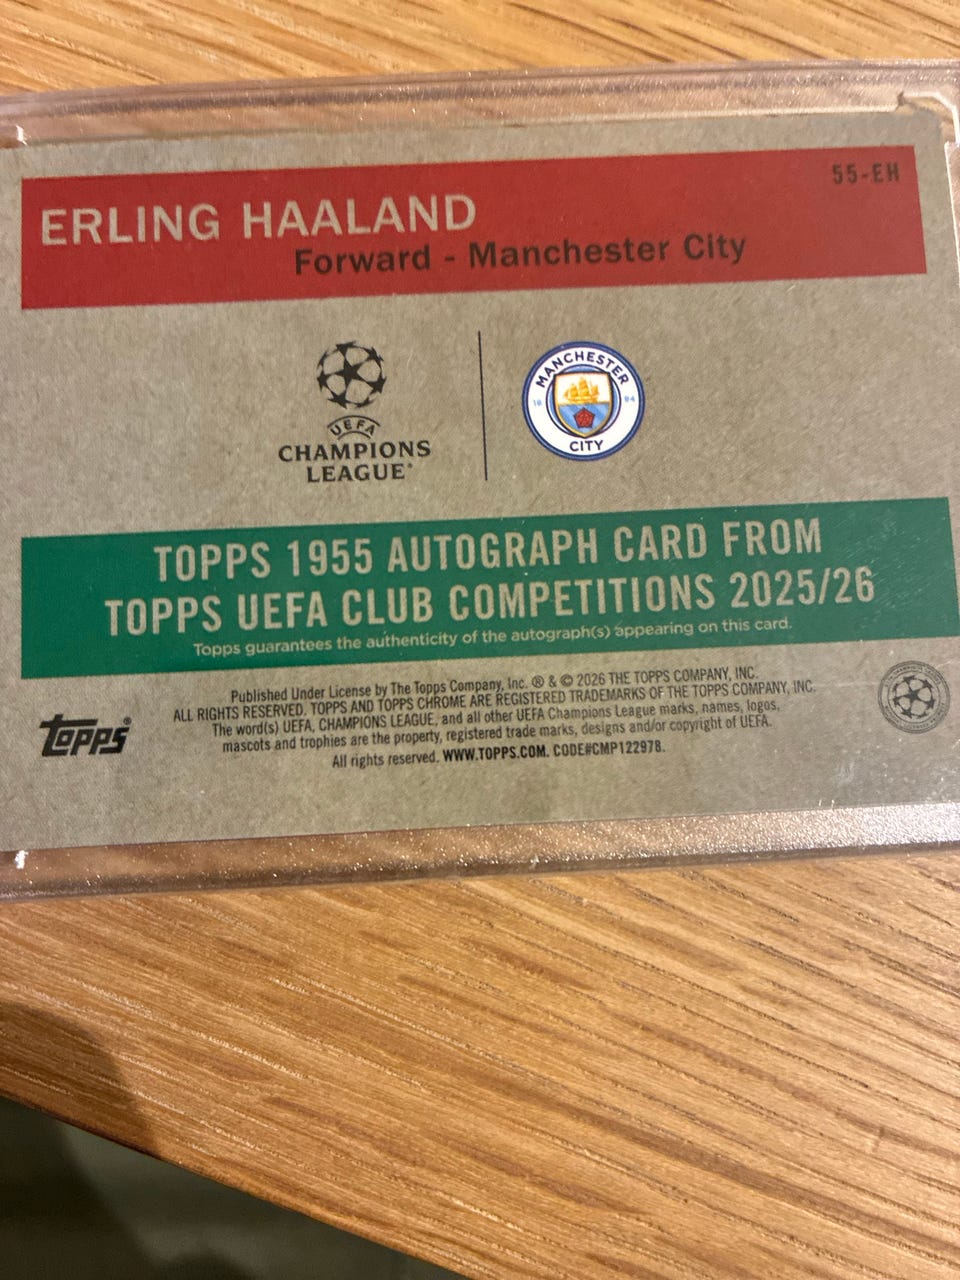 55-EH
ERLING HAALAND
Forward - Manchester City
UEFA
CHAMPIONS
LEAGUE®
MANCHESTER
18 94
CITY
TOPPS 1955 AUTOGRAPH CARD FROM
TOPPS UEFA CLUB COMPETITIONS 2025/26
Topps guarantees the authenticity of the autograph(s) appearing on this card.
Topps®
Published Under License by The Topps Company, Inc. ® & © 2026 THE TOPPS COMPANY, INC.
ALL RIGHTS RESERVED. TOPPS AND TOPPS CHROME ARE REGISTERED TRADEMARKS OF THE TOPPS COMPANY, INC.
The word(s) UEFA, CHAMPIONS LEAGUE, and all other UEFA Champions League marks, names, logos,
mascots and trophies are the property, registered trade marks, designs and/or copyright of UEFA.
All rights reserved. WWW.TOPPS.COM. CODE#CMP122978.